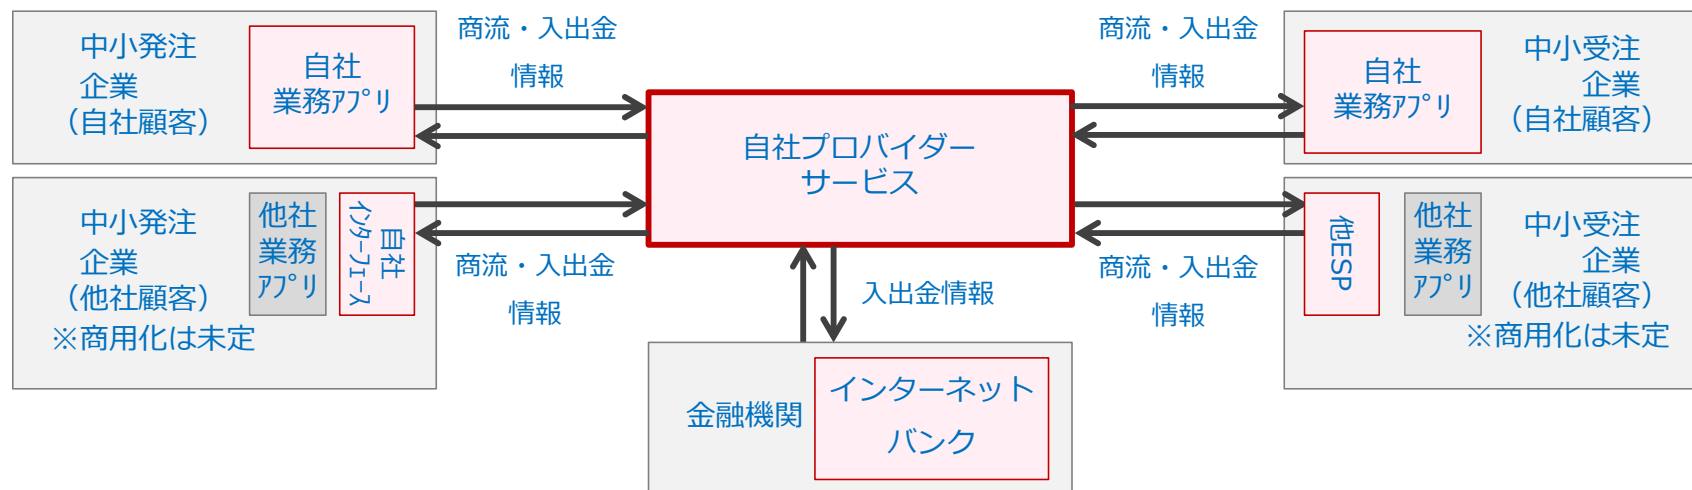 中小発注
企業
（自社顧客）
自社
業務ｱﾌﾟﾘ
商流・入出金
情報
自社プロバイダー
サービス
商流・入出金
情報
自社
業務ｱﾌﾟﾘ
中小受注
企業
（自社顧客）
中小発注
企業
（他社顧客）
※商用化は未定
他社
業務
ｱﾌﾟﾘ
自社
ｲﾝﾀｰﾌｪｰｽ
商流・入出金
情報
入出金情報
商流・入出金
情報
他ESP
他社
業務
ｱﾌﾟﾘ
中小受注
企業
（他社顧客）
※商用化は未定
金融機関
インターネット
バンク